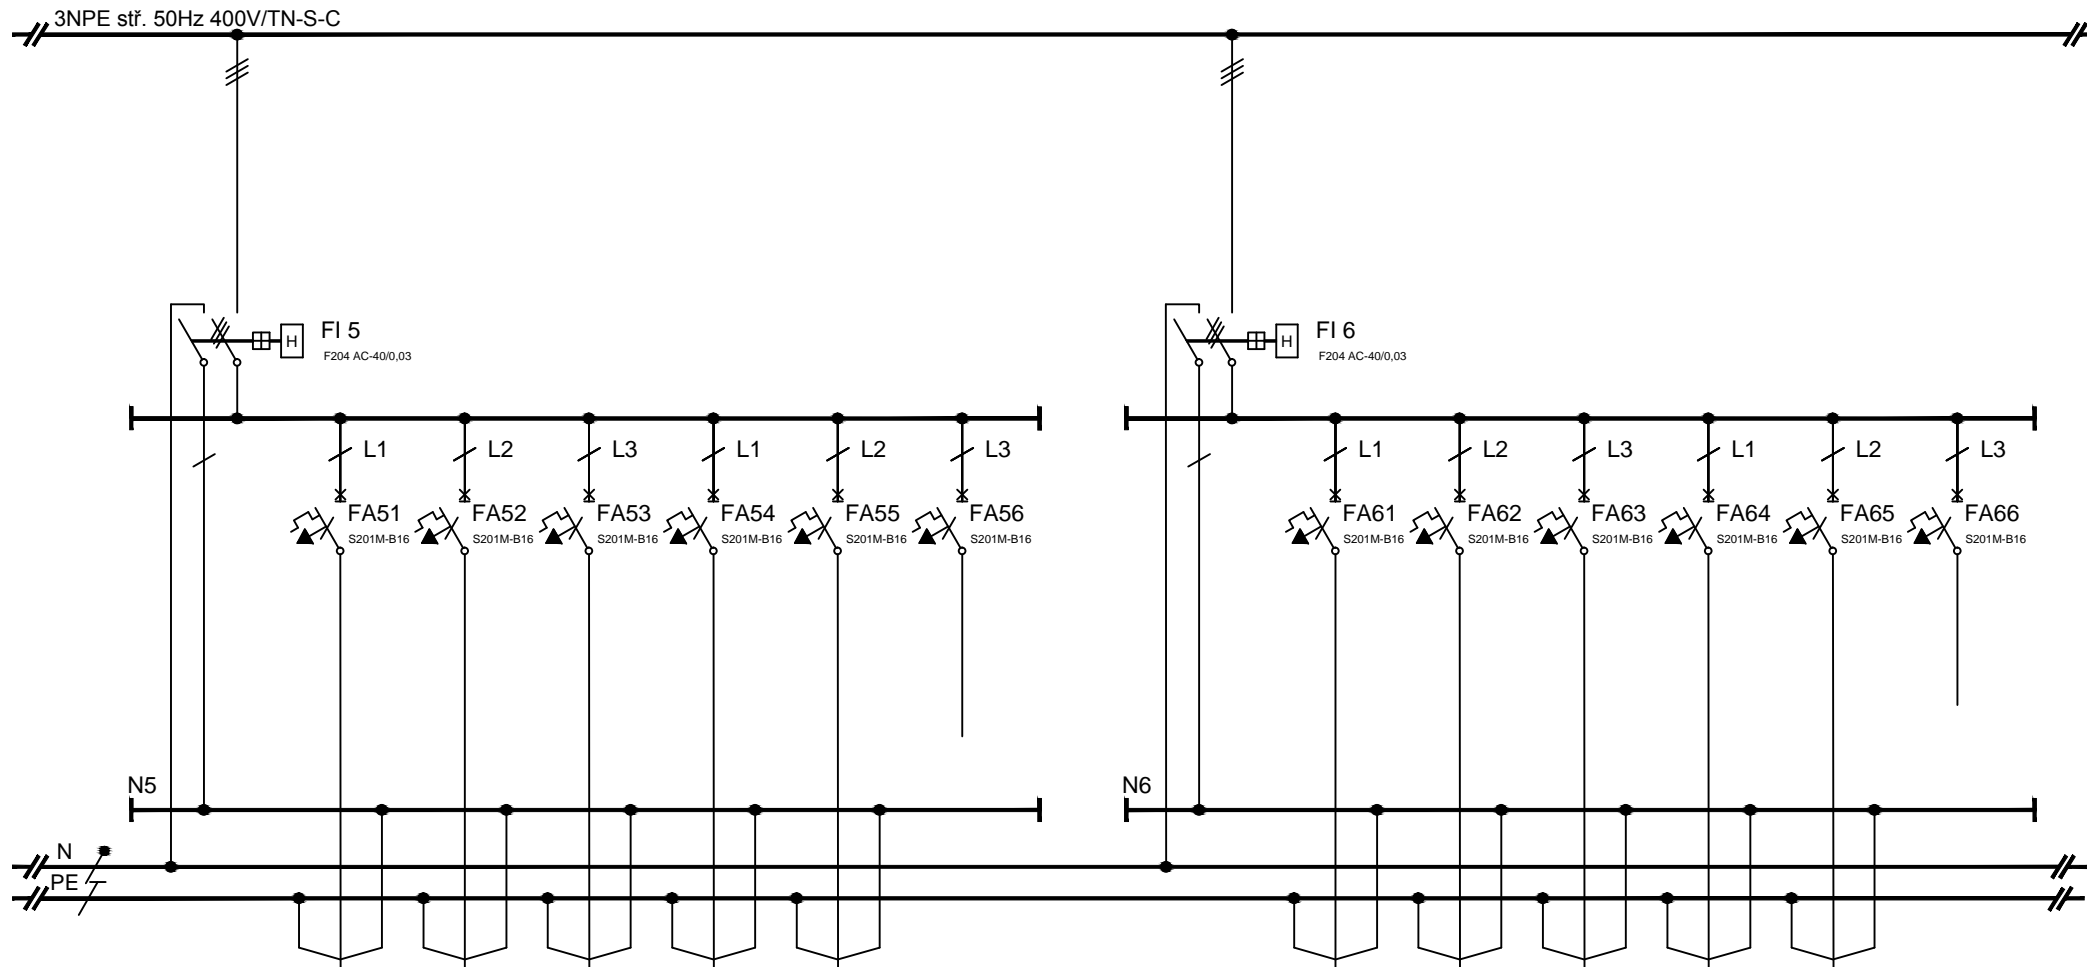 3NPE stř. 50Hz 400V/TN-S-C
H
FI 5
F204 AC-40/0,03
H
FI 6
F204 AC-40/0,03
L1
L2
L3
L1
L2
L3
L1
L2
L3
L1
L2
L3
FA51
S201M-B16
FA52
S201M-B16
FA53
S201M-B16
FA54
S201M-B16
FA55
S201M-B16
FA56
S201M-B16
FA61
S201M-B16
FA62
S201M-B16
FA63
S201M-B16
FA64
S201M-B16
FA65
S201M-B16
FA66
S201M-B16
N5
N6
N
PE